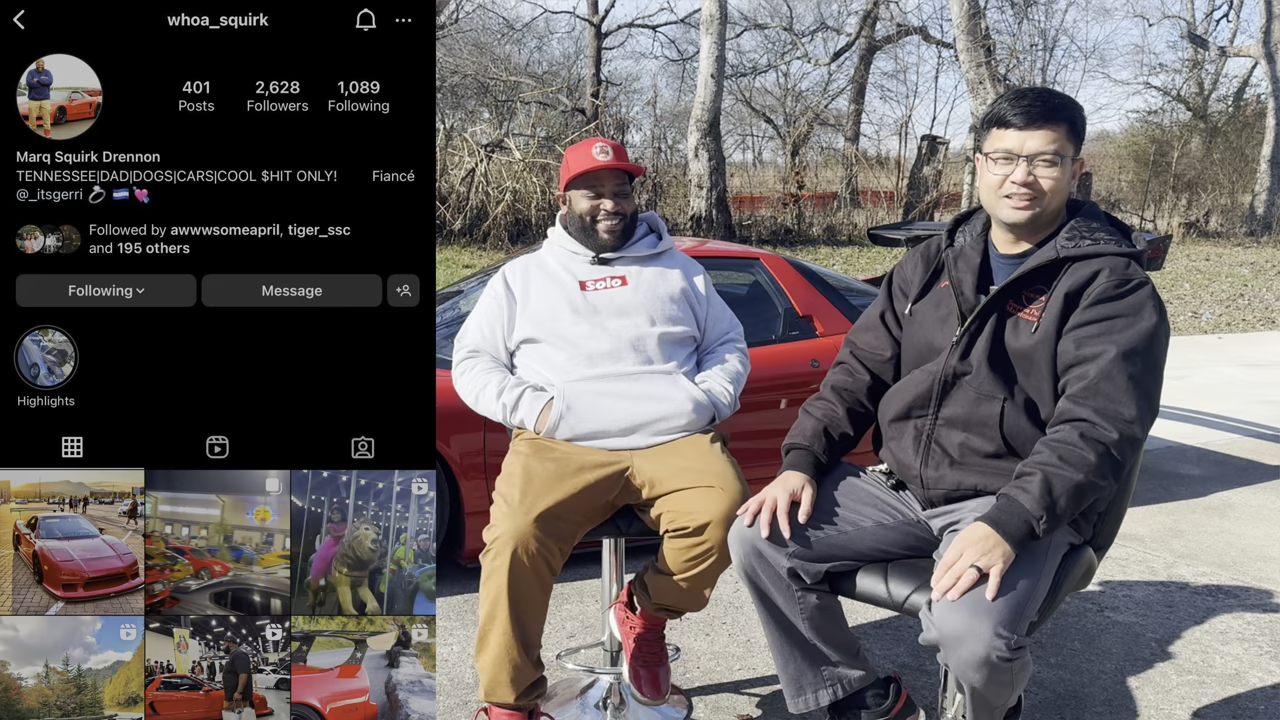 whoa_squirk
401
2,628
1,089
Posts
Followers
Following
Marq Squirk Drennon
TENNESSEE|DAD|DOGS|CARS|COOL $HIT ONLY! Fiancé
@_itsgerri 💍 🇭🇳 💘
Followed by awwwsomeapril, tiger_ssc
and 195 others
Following
Message
Highlights
Solo